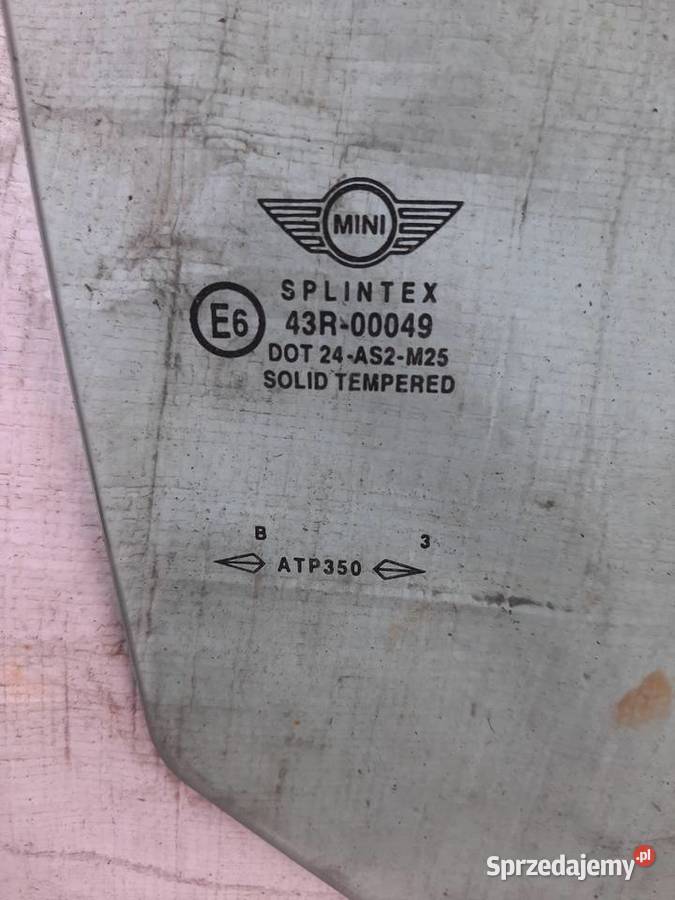 MINI
SPLINTEX
E6 43R-00049
DOT 24-AS2-M25
SOLID TEMPERED
B 3
ATP350
Sprzedajemy.pl